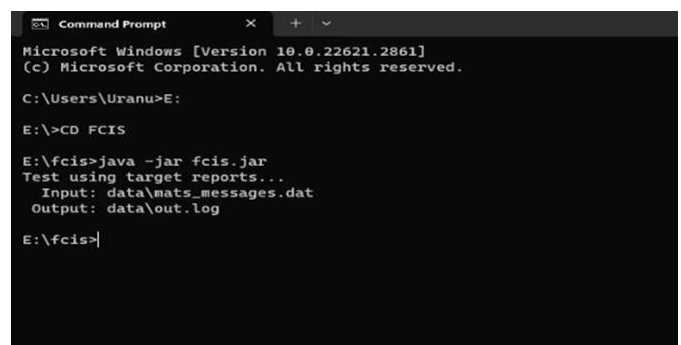 Command Prompt
Microsoft Windows [Version 10.0.22621.2861]
(c) Microsoft Corporation. All rights reserved.
C:\Users\Uranu>E:
E:\>CD FCIS
E:\fcis>java -jar fcis.jar
Test using target reports...
Input: data\mats_messages.dat
Output: data\out.log
E:\fcis>